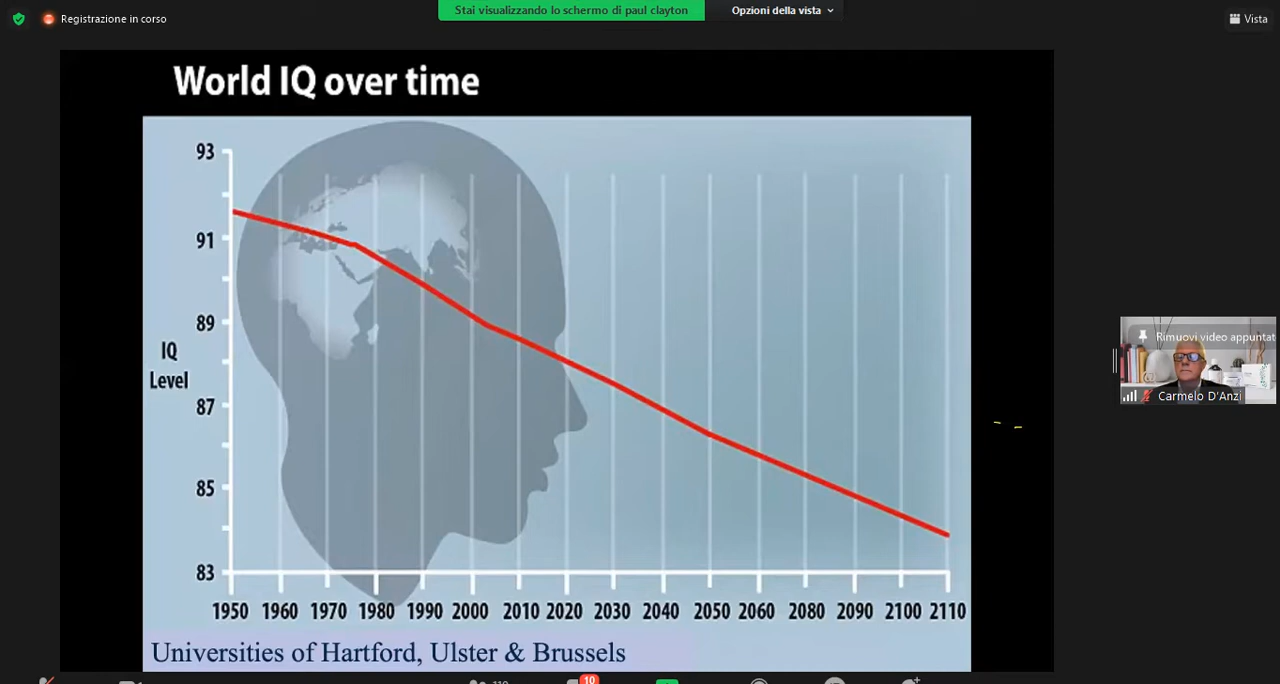 Registrazione in corso
Stai visualizzando lo schermo di paul clayton
Opzioni della vista
Vista
World IQ over time
93
91
89
IQ
Level
87
85
83
1950 1960 1970 1980 1990 2000 2010 2020 2030 2040 2050 2060 2080 2090 2100 2110
Universities of Hartford, Ulster & Brussels
Rimuovi video appuntat
Carmelo D'Anzi
10